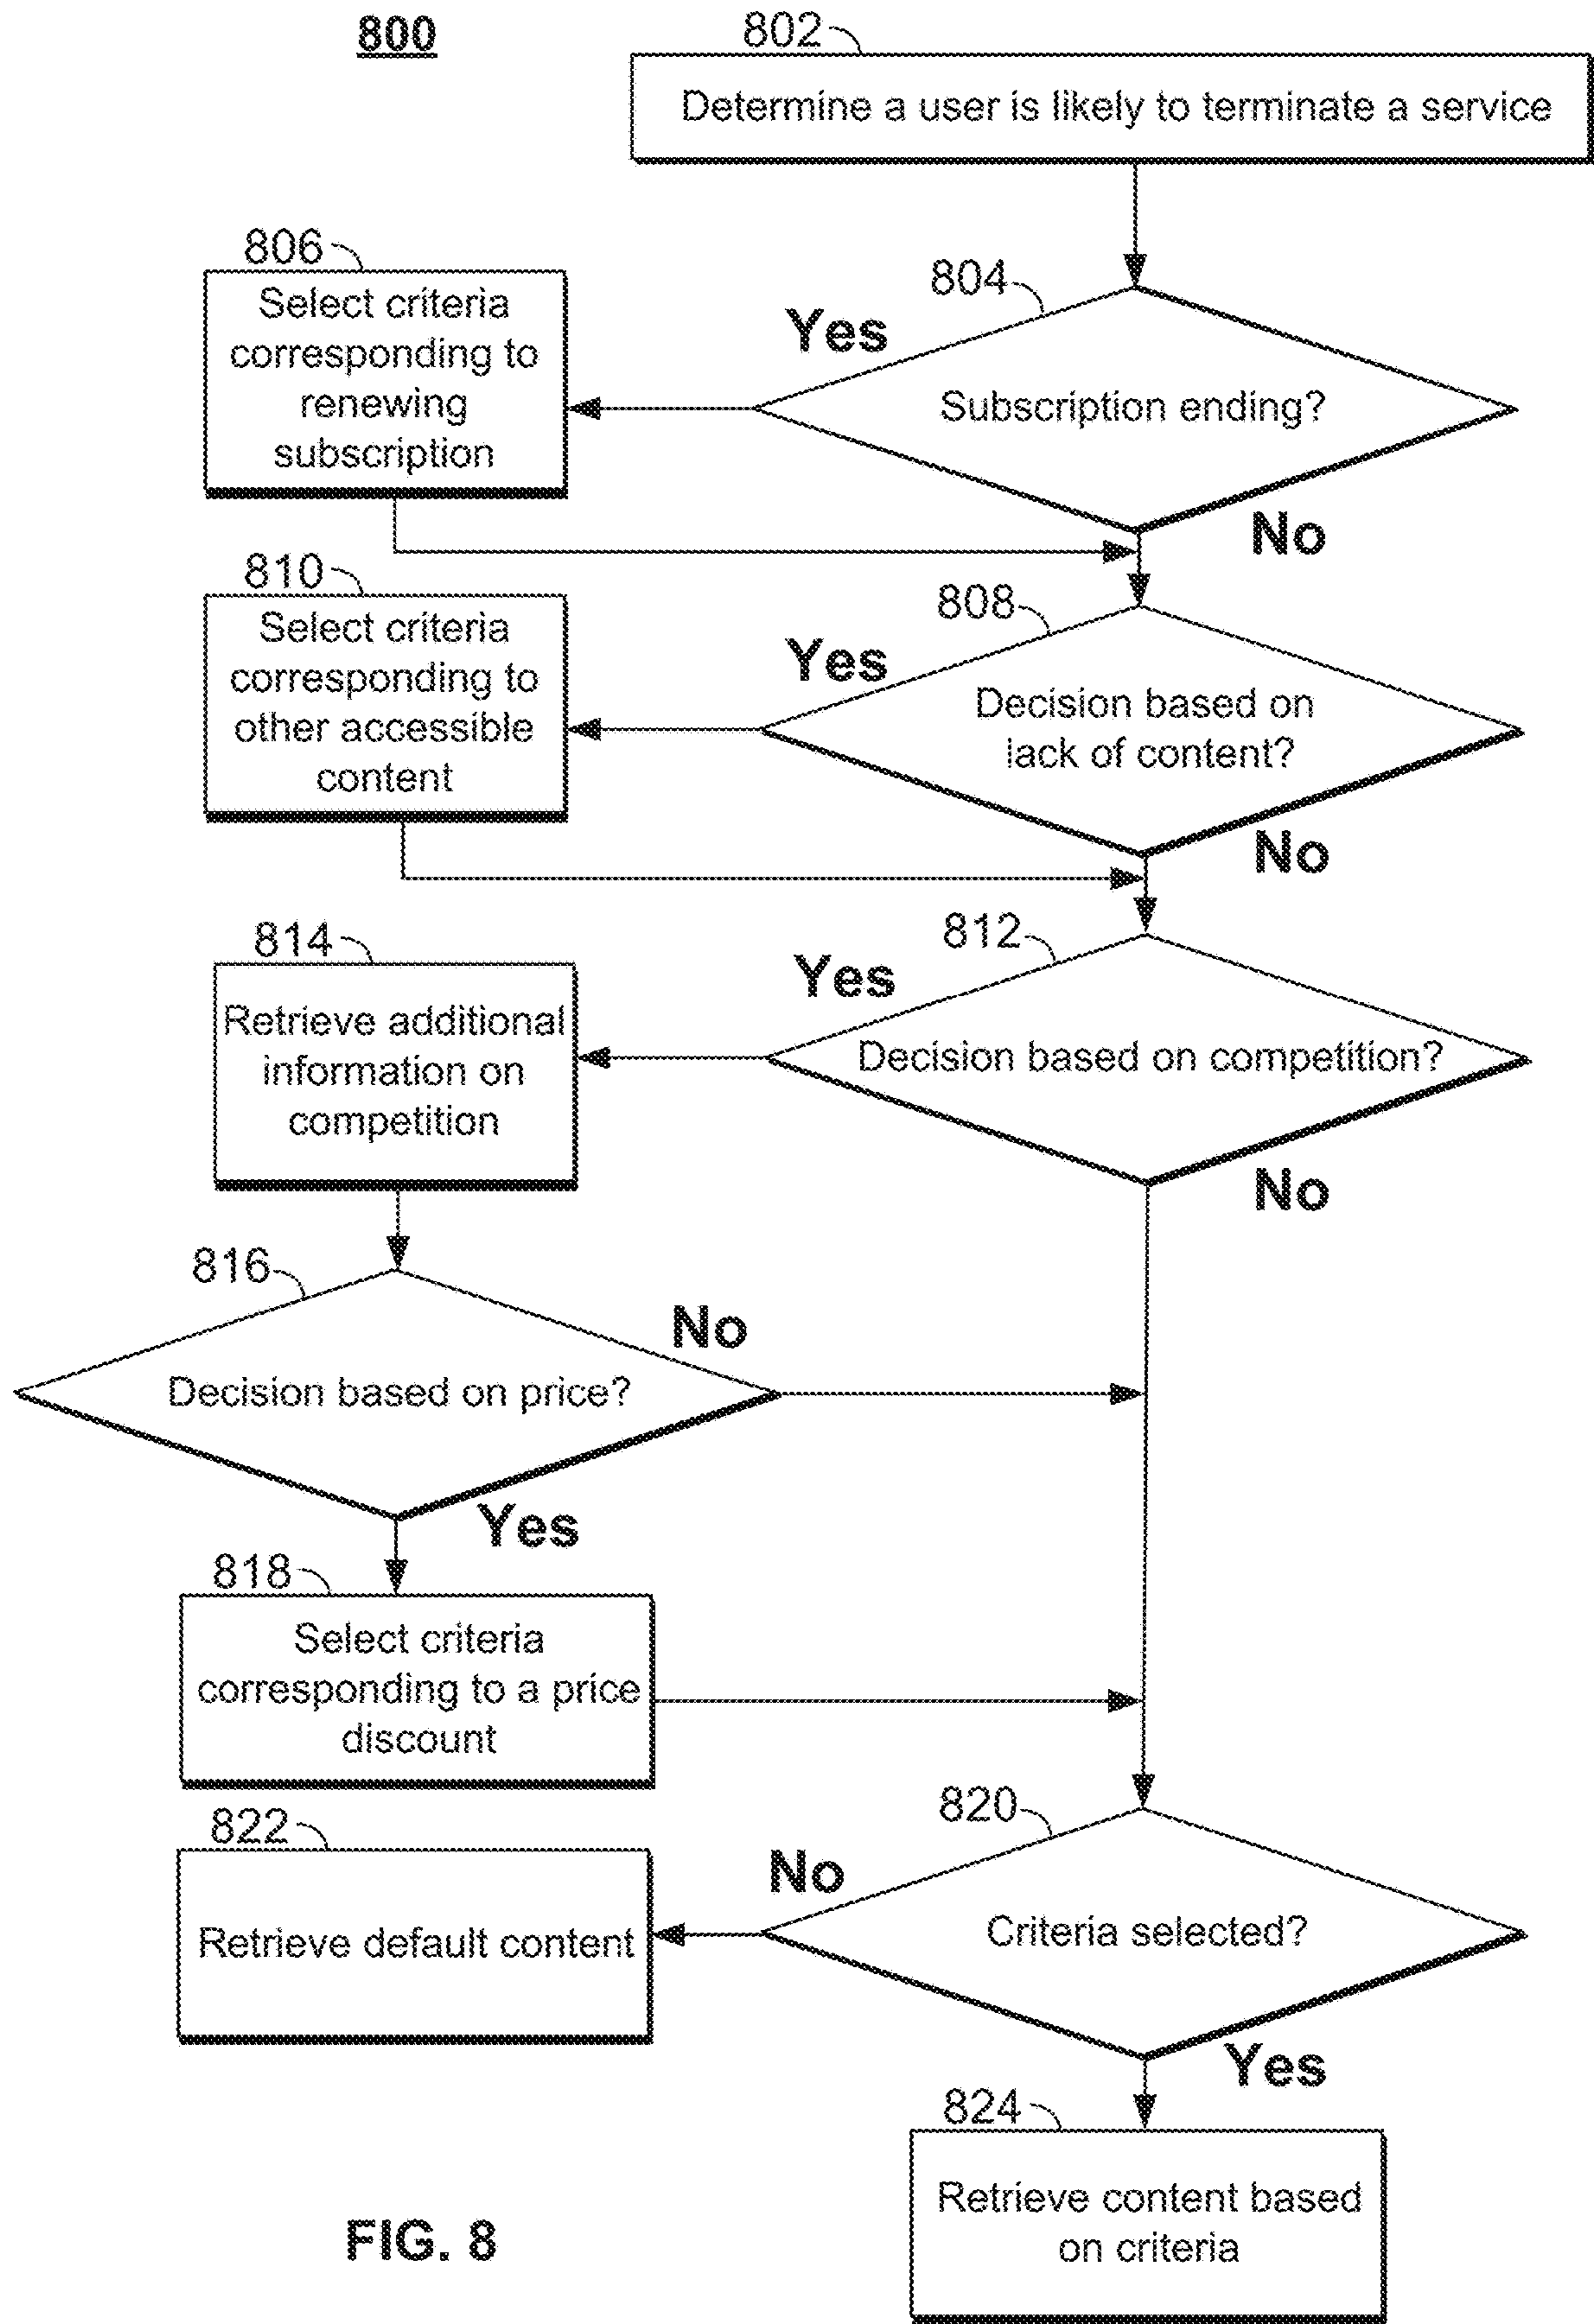 800
802
Determine a user is likely to terminate a service
804
Subscription ending?
Yes
No
806
Select criteria
corresponding to
renewing
subscription
808
Decision based on
lack of content?
Yes
No
810
Select criteria
corresponding to
other accessible
content
812
Decision based on competition?
Yes
No
814
Retrieve additional
information on
competition
816
Decision based on price?
No
Yes
818
Select criteria
corresponding to a price
discount
820
Criteria selected?
No
Yes
822
Retrieve default content
824
Retrieve content based
on criteria
FIG. 8